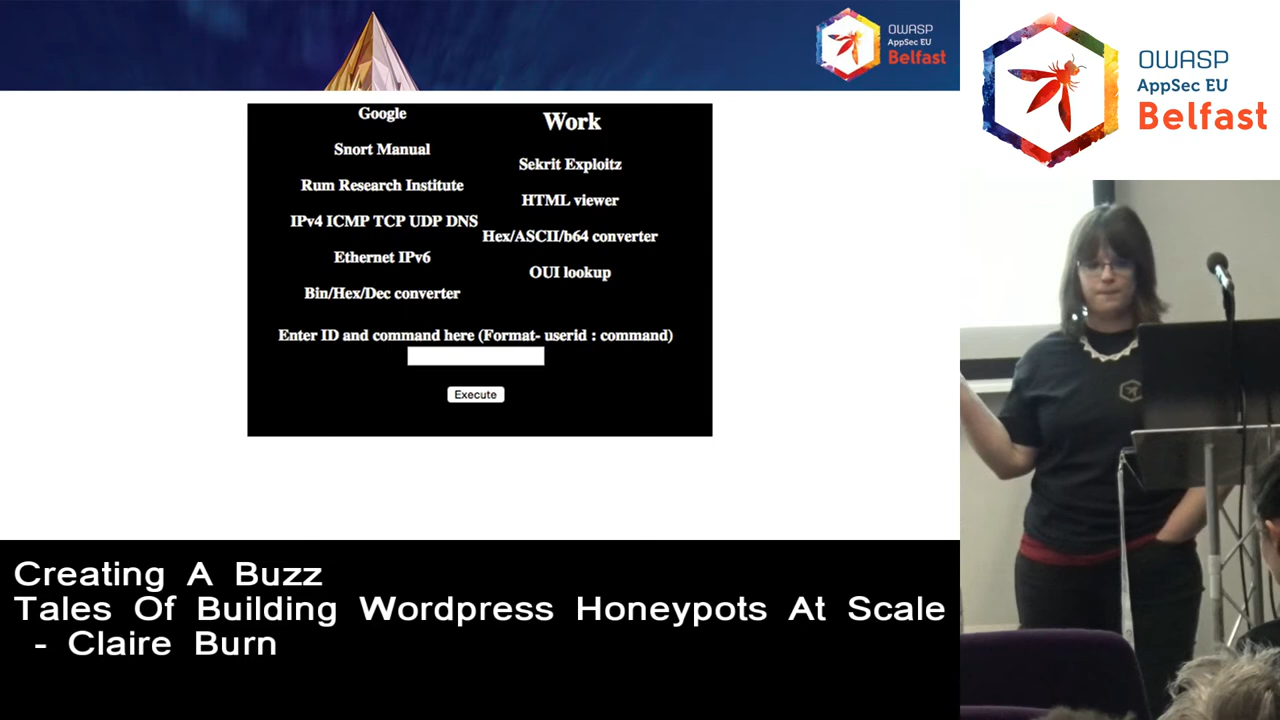 OWASP
AppSec EU
Belfast
Google
Snort Manual
Rum Research Institute
IPv4 ICMP TCP UDP DNS
Ethernet IPv6
Bin/Hex/Dec converter
Work
Sekrit Exploitz
HTML viewer
Hex/ASCII/b64 converter
OUI lookup
Enter ID and command here (Format- userid : command)
Execute
OWASP
AppSec EU
Belfast
Creating A Buzz
Tales Of Building Wordpress Honeypots At Scale
- Claire Burn